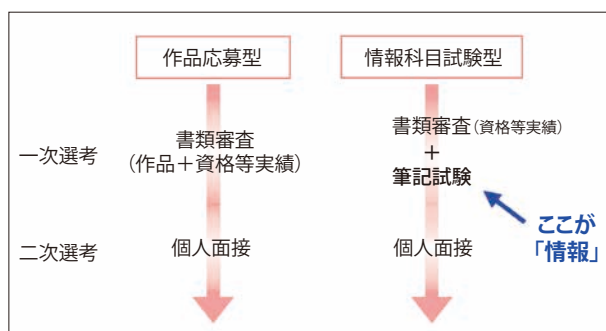 作品応募型
情報科目試験型
一次選考
書類審査
(作品+資格等実績)
書類審査(資格等実績)
+
筆記試験
ここが
「情報」
二次選考
個人面接
個人面接